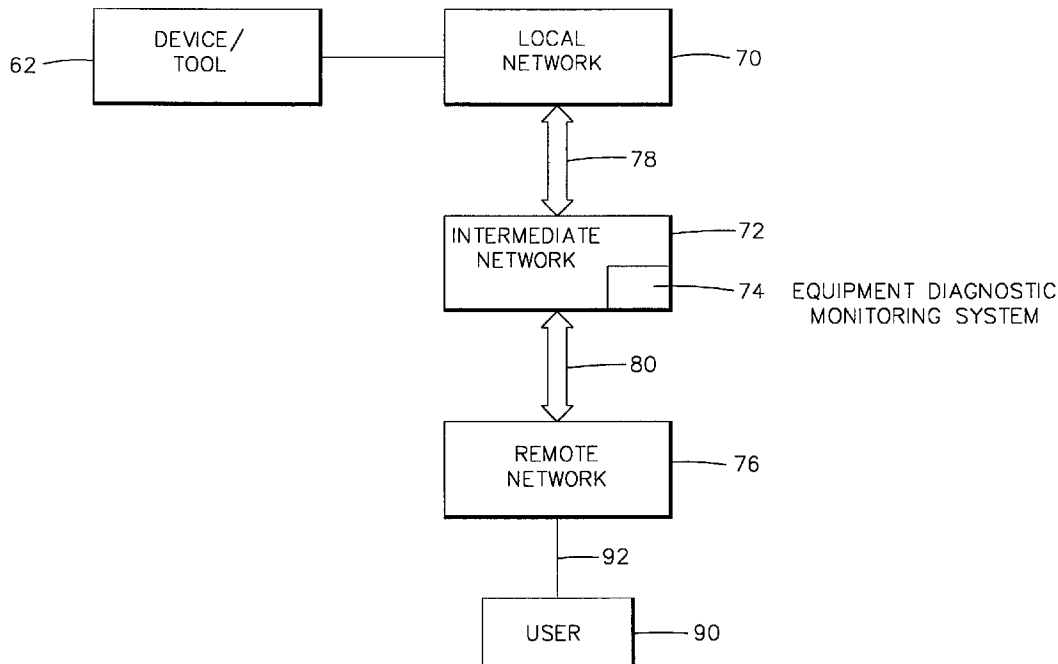 DEVICE/
TOOL
62
LOCAL
NETWORK
70
78
INTERMEDIATE
NETWORK
72
74
EQUIPMENT DIAGNOSTIC
MONITORING SYSTEM
80
REMOTE
NETWORK
76
92
USER
90